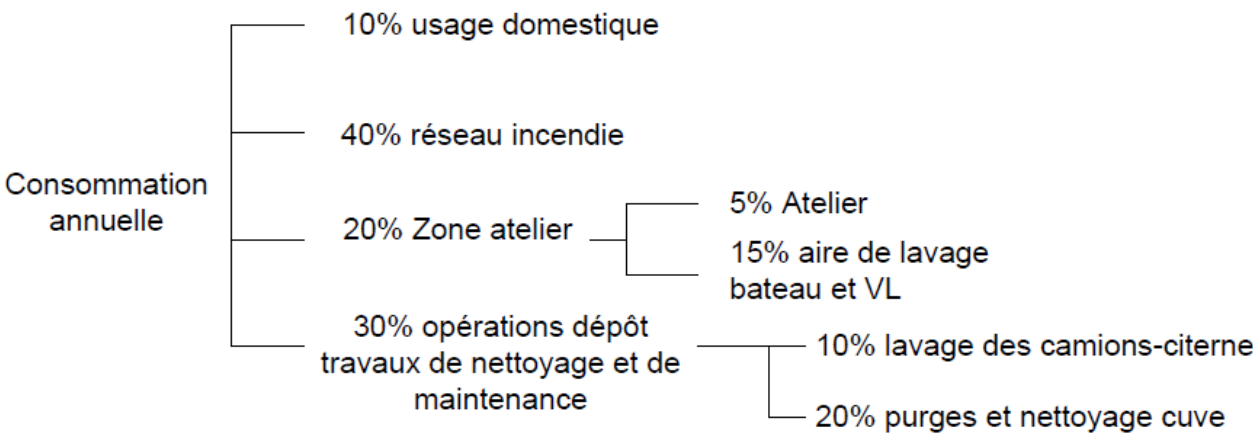 10% usage domestique
40% réseau incendie
Consommation
annuelle
20% Zone atelier
5% Atelier
15% aire de lavage
bateau et VL
30% opérations dépôt
travaux de nettoyage et de
maintenance
10% lavage des camions-citerne
20% purges et nettoyage cuve